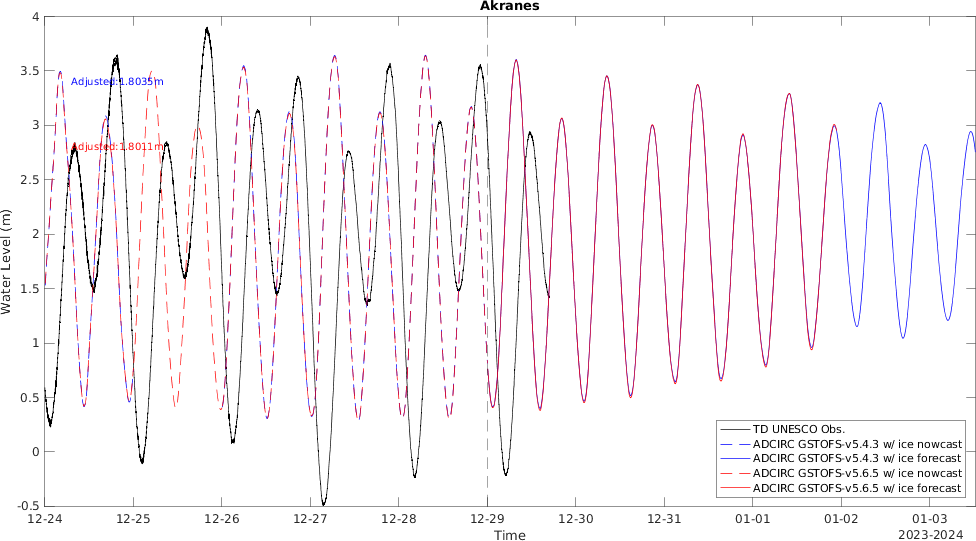 Akranes
4
3.5
3
2.5
2
1.5
1
0.5
0
-0.5
Water Level (m)
Adjusted:1.8035m
Adjusted:1.8011m
TD UNESCO Obs.
ADCIRC GSTOFS-v5.4.3 w/ ice nowcast
ADCIRC GSTOFS-v5.4.3 w/ ice forecast
ADCIRC GSTOFS-v5.6.5 w/ ice nowcast
ADCIRC GSTOFS-v5.6.5 w/ ice forecast
12-24 12-25 12-26 12-27 12-28 12-29 12-30 12-31 01-01 01-02 01-03
Time
2023-2024